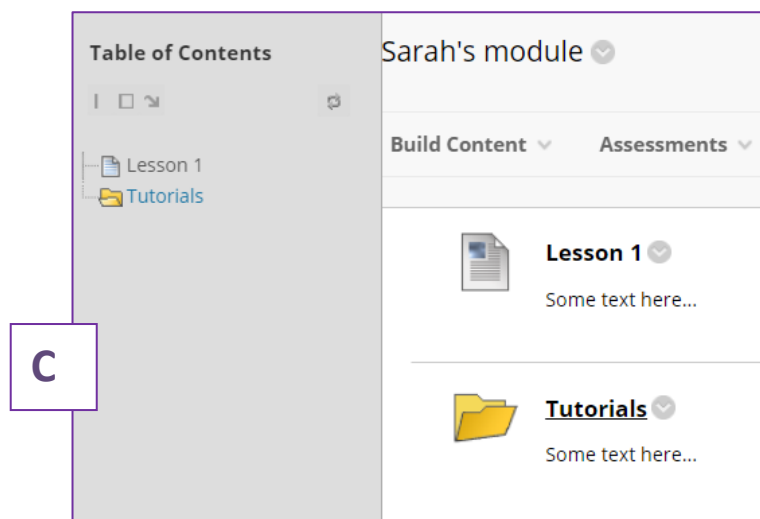 Table of Contents
Lesson 1
Tutorials
C
Sarah's module
Build Content Assessments
Lesson 1
Some text here...
Tutorials
Some text here...